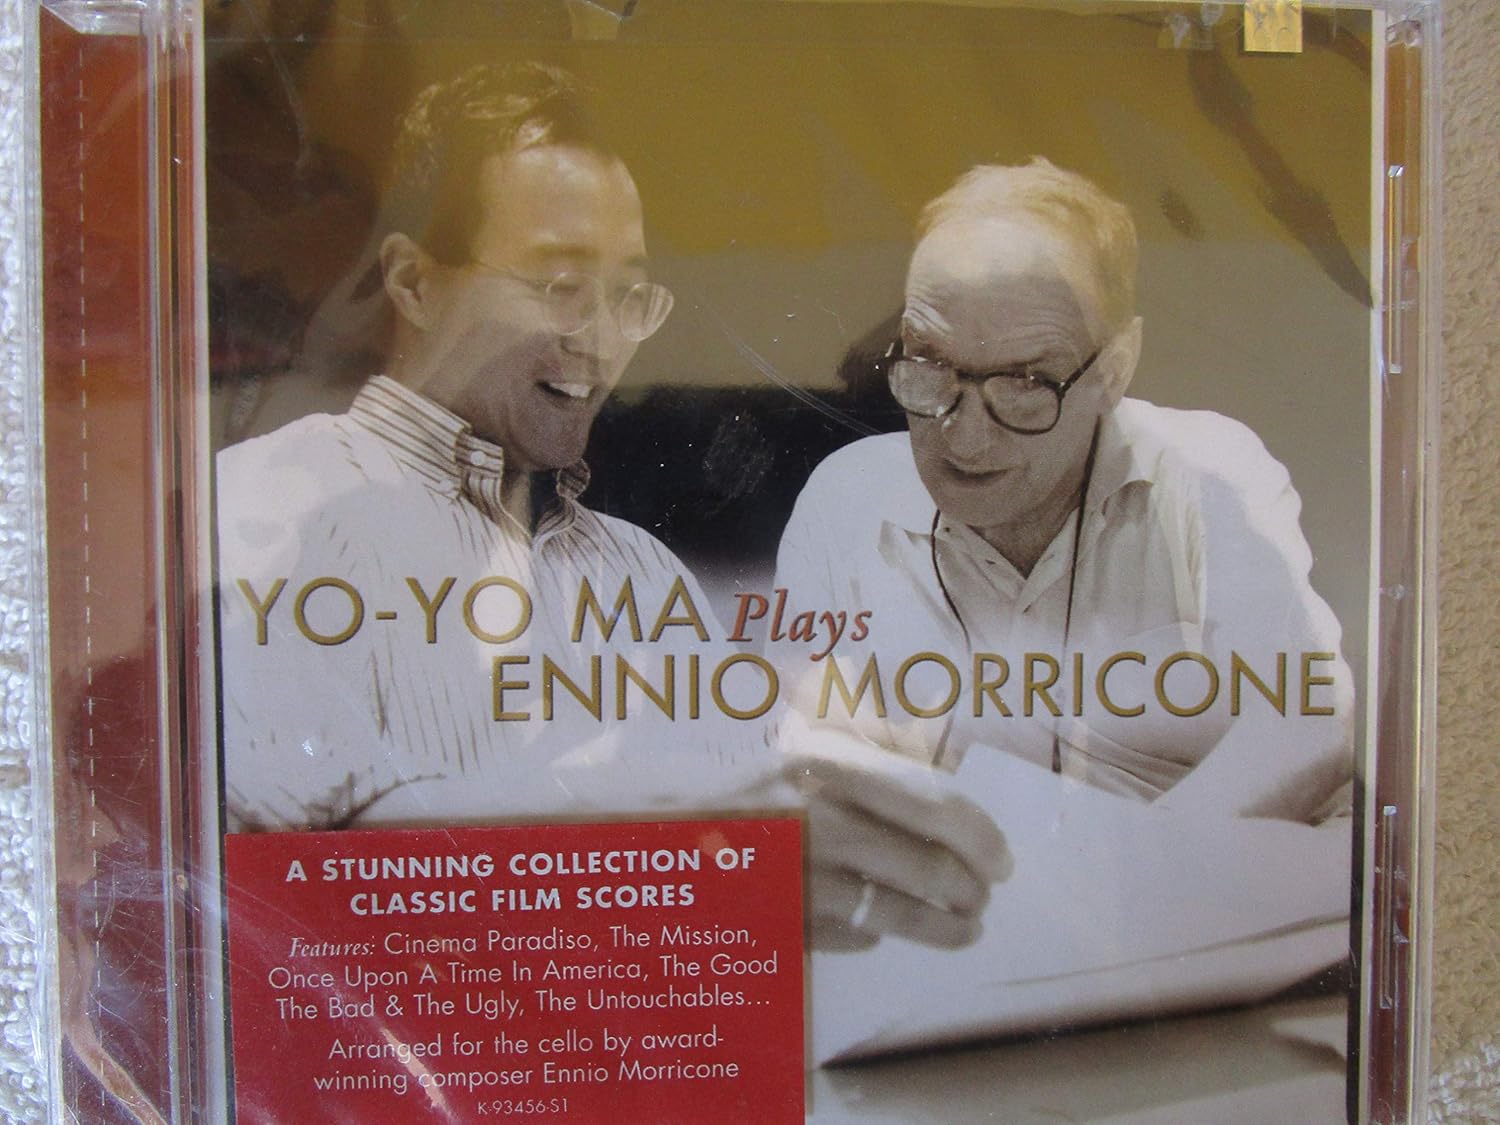 YO-YO MA Plays
ENNIO MORRICONE
A STUNNING COLLECTION OF
CLASSIC FILM SCORES
Features: Cinema Paradiso, The Mission,
Once Upon A Time In America, The Good
The Bad & The Ugly, The Untouchables...
Arranged for the cello by award-
winning composer Ennio Morricone
K-93456-S1